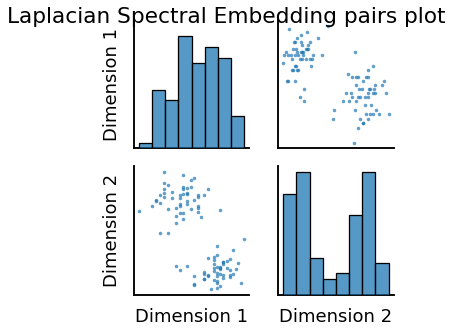 Laplacian Spectral Embedding pairs plot
Dimension 1
Dimension 2
Dimension 1
Dimension 2